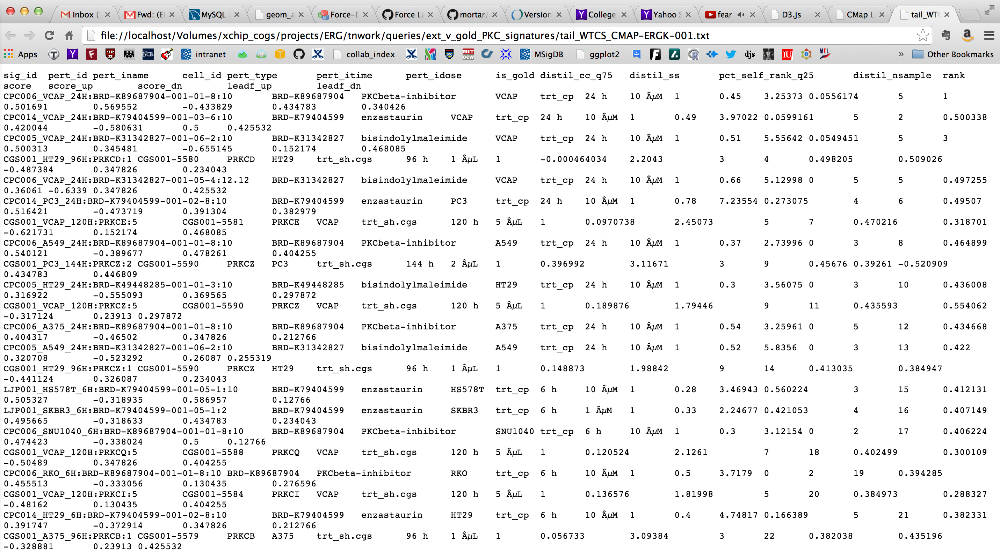 Inbox (
Fwd: (E
MySQL
geom_a
Force-D
Force La
mortar/
Version
College
Yahoo S
fear
D3.js
CMap L
tail_WTC
file://localhost/Volumes/xchip_cogs/projects/ERG/tnwork/queries/ext_v_gold_PKC_signatures/tail_WTCS_CMAP-ERGK-001.txt
Apps intranet collab_index MIT OCW MSigDB ggplot2 djs IU MFL » Other Bookmarks
sig_id pert_id pert_iname cell_id pert_type pert_itime pert_idose is_gold distil_cc_q75 distil_ss pct_self_rank_q25 distil_nsample rank
score score_up score_dn leadf_up leadf_dn
CPC006_VCAP_24H:BRD-K89687904-001-01-8:10 BRD-K89687904 PKCbeta-inhibitor VCAP trt_cp 24 h 10 ÂµM 1 0.45 3.25373 0.0556174 5 1
0.501691 0.569552 -0.433829 0.434783 0.340426
CPC014_VCAP_24H:BRD-K79404599-001-03-6:10 BRD-K79404599 enzastaurin VCAP trt_cp 24 h 10 ÂµM 1 0.49 3.97022 0.0599161 5 2 0.500338
0.420044 -0.580631 0.5 0.425532
CPC005_VCAP_24H:BRD-K31342827-001-06-2:10 BRD-K31342827 bisindolylmaleimide VCAP trt_cp 24 h 10 ÂµM 1 0.51 5.55642 0.0549451 5 3
0.500313 0.345481 -0.655145 0.152174 0.468085
CGS001_HT29_96H:PRKCD:1 CGS001-5580 PRKCD HT29 trt_sh.cgs 96 h 1 ÂµL 1 -0.000464034 2.2043 3 4 0.498205 0.509026
-0.487384 0.347826 0.234043
CPC006_VCAP_24H:BRD-K31342827-001-05-4:12.12 BRD-K31342827 bisindolylmaleimide VCAP trt_cp 24 h 10 ÂµM 1 0.66 5.12998 0 5 5 0.497255
0.36061 -0.6339 0.347826 0.425532
CPC014_PC3_24H:BRD-K79404599-001-02-8:10 BRD-K79404599 enzastaurin PC3 trt_cp 24 h 10 ÂµM 1 0.78 7.23554 0.273075 4 6 0.49507
0.516421 -0.473719 0.391304 0.382979
CGS001_VCAP_120H:PRKCE:5 CGS001-5581 PRKCE VCAP trt_sh.cgs 120 h 5 ÂµL 1 0.0970738 2.45073 5 7 0.470216 0.318701
-0.621731 0.152174 0.468085
CPC006_A549_24H:BRD-K89687904-001-01-8:10 BRD-K89687904 PKCbeta-inhibitor A549 trt_cp 24 h 10 ÂµM 1 0.37 2.73996 0 3 8 0.464899
0.540121 -0.389677 0.478261 0.404255
CGS001_PC3_144H:PRKCZ:2 CGS001-5590 PRKCZ PC3 trt_sh.cgs 144 h 2 ÂµL 1 0.396992 3.11671 3 9 0.45676 0.39261 -0.520909
0.434783 0.446809
CPC005_HT29_24H:BRD-K49448285-001-01-3:10 BRD-K49448285 bisindolylmaleimide HT29 trt_cp 24 h 10 ÂµM 1 0.3 3.56075 0 3 10 0.436008
0.316922 -0.555093 0.369565 0.297872
CGS001_VCAP_120H:PRKCZ:5 CGS001-5590 PRKCZ VCAP trt_sh.cgs 120 h 5 ÂµL 1 0.189876 1.79446 9 11 0.435593 0.554062
-0.317124 0.23913 0.297872
CPC006_A375_24H:BRD-K89687904-001-01-8:10 BRD-K89687904 PKCbeta-inhibitor A375 trt_cp 24 h 10 ÂµM 1 0.54 3.25961 0 5 12 0.434668
0.404317 -0.46502 0.347826 0.212766
CPC005_A549_24H:BRD-K31342827-001-06-2:10 BRD-K31342827 bisindolylmaleimide A549 trt_cp 24 h 10 ÂµM 1 0.52 5.8356 0 3 13 0.422
0.320708 -0.523292 0.26087 0.255319
CGS001_HT29_96H:PRKCZ:1 CGS001-5590 PRKCZ HT29 trt_sh.cgs 96 h 1 ÂµL 1 0.148873 1.98842 9 14 0.413035 0.384947
-0.441124 0.326087 0.234043
LJP001_HS578T_6H:BRD-K79404599-001-05-1:10 BRD-K79404599 enzastaurin HS578T trt_cp 6 h 10 ÂµM 1 0.28 3.46943 0.560224 3 15 0.412131
0.505327 -0.318935 0.586957 0.12766
LJP001_SKBR3_6H:BRD-K79404599-001-05-1:2 BRD-K79404599 enzastaurin SKBR3 trt_cp 6 h 1 ÂµM 1 0.33 2.24677 0.421053 4 16 0.407149
0.495665 -0.318633 0.434783 0.234043
CPC006_SNU1040_6H:BRD-K89687904-001-01-8:10 BRD-K89687904 PKCbeta-inhibitor SNU1040 trt_cp 6 h 10 ÂµM 1 0.3 3.12154 0 2 17 0.406224
0.474423 -0.338024 0.5 0.12766
CGS001_VCAP_120H:PRKCQ:5 CGS001-5588 PRKCQ VCAP trt_sh.cgs 120 h 5 ÂµL 1 0.120524 2.1261 7 18 0.402499 0.300109
-0.50489 0.347826 0.404255
CPC006_RKO_6H:BRD-K89687904-001-01-8:10 BRD-K89687904 PKCbeta-inhibitor RKO trt_cp 6 h 10 ÂµM 1 0.5 3.7179 0 2 19 0.394285
0.455513 -0.333056 0.130435 0.276596
CGS001_VCAP_120H:PRKCI:5 CGS001-5584 PRKCI VCAP trt_sh.cgs 120 h 5 ÂµL 1 0.136576 1.81998 5 20 0.384973 0.288327
-0.48162 0.130435 0.404255
CPC014_HT29_6H:BRD-K79404599-001-02-8:10 BRD-K79404599 enzastaurin HT29 trt_cp 6 h 10 ÂµM 1 0.4 4.74817 0.166389 5 21 0.382331
0.391747 -0.372914 0.347826 0.212766
CGS001_A375_96H:PRKCB:1 CGS001-5579 PRKCB A375 trt_sh.cgs 96 h 1 ÂµL 1 0.056733 3.09384 3 22 0.382038 0.435196
-0.328881 0.23913 0.425532